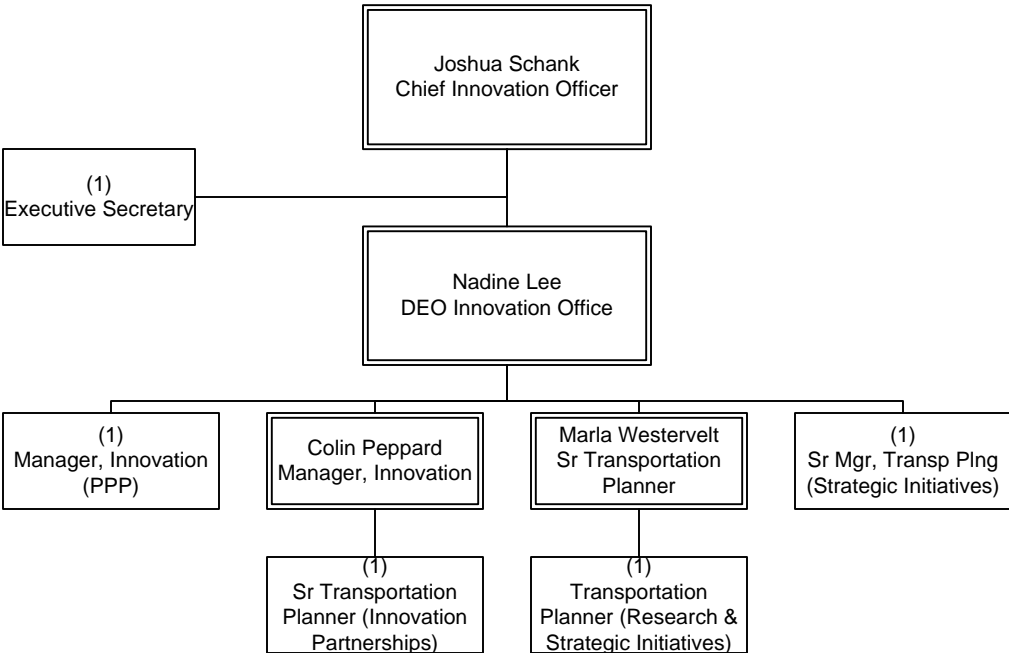 Joshua Schank
Chief Innovation Officer
(1)
Executive Secretary
Nadine Lee
DEO Innovation Office
(1)
Manager, Innovation
(PPP)
Colin Peppard
Manager, Innovation
Marla Westervelt
Sr Transportation
Planner
(1)
Sr Mgr, Transp Plng
(Strategic Initiatives)
(1)
Sr Transportation
Planner (Innovation
Partnerships)
(1)
Transportation
Planner (Research &
Strategic Initiatives)